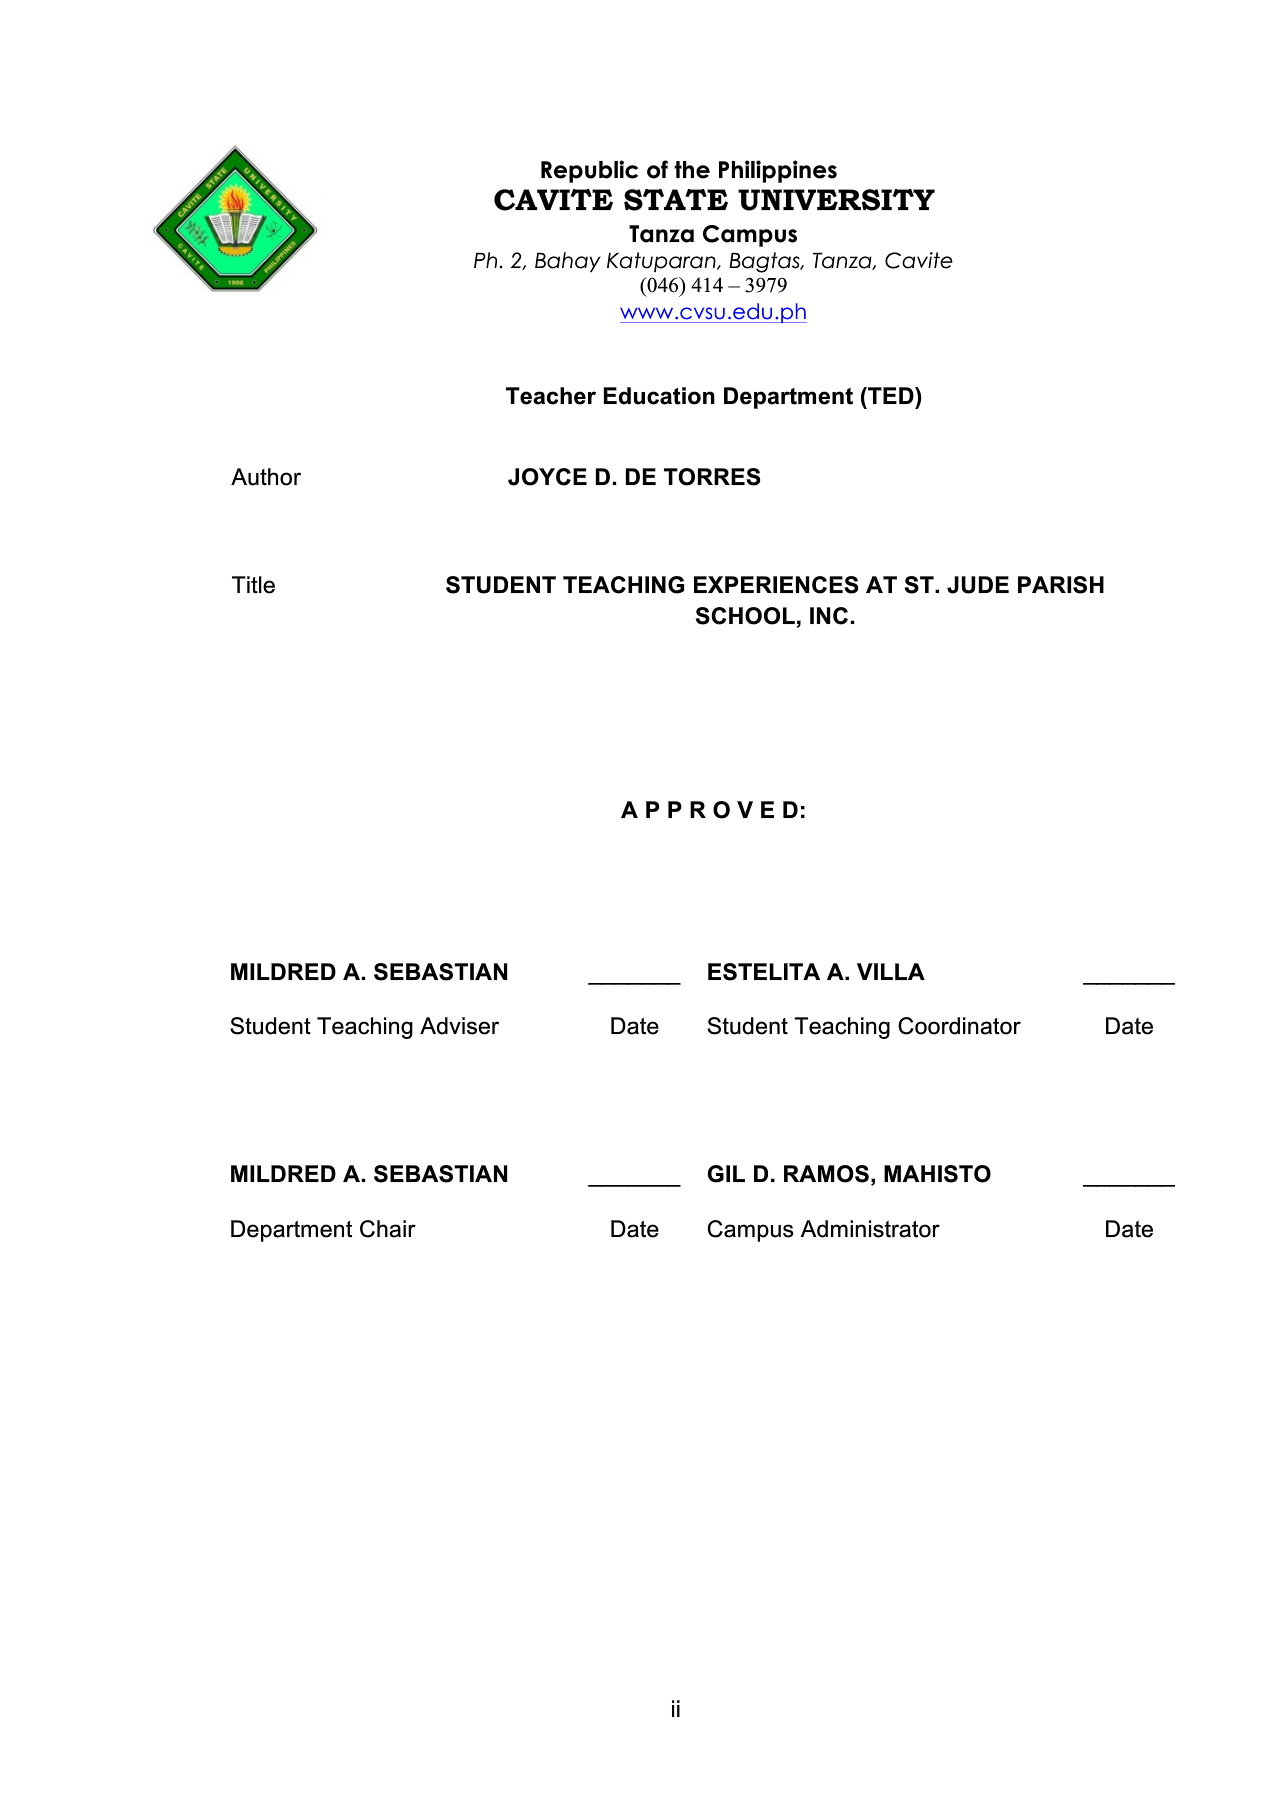 CAVITE STATE UNIVERSITY
CAVITE PHILIPPINES
1906
Republic of the Philippines
CAVITE STATE UNIVERSITY
Tanza Campus
Ph. 2, Bahay Katuparan, Bagtas, Tanza, Cavite
(046) 414 – 3979
www.cvsu.edu.ph
Teacher Education Department (TED)
Author JOYCE D. DE TORRES
Title STUDENT TEACHING EXPERIENCES AT ST. JUDE PARISH
SCHOOL, INC.
A P P R O V E D:
MILDRED A. SEBASTIAN _______ ESTELITA A. VILLA _______
Student Teaching Adviser Date Student Teaching Coordinator Date
MILDRED A. SEBASTIAN _______ GIL D. RAMOS, MAHISTO _______
Department Chair Date Campus Administrator Date
ii